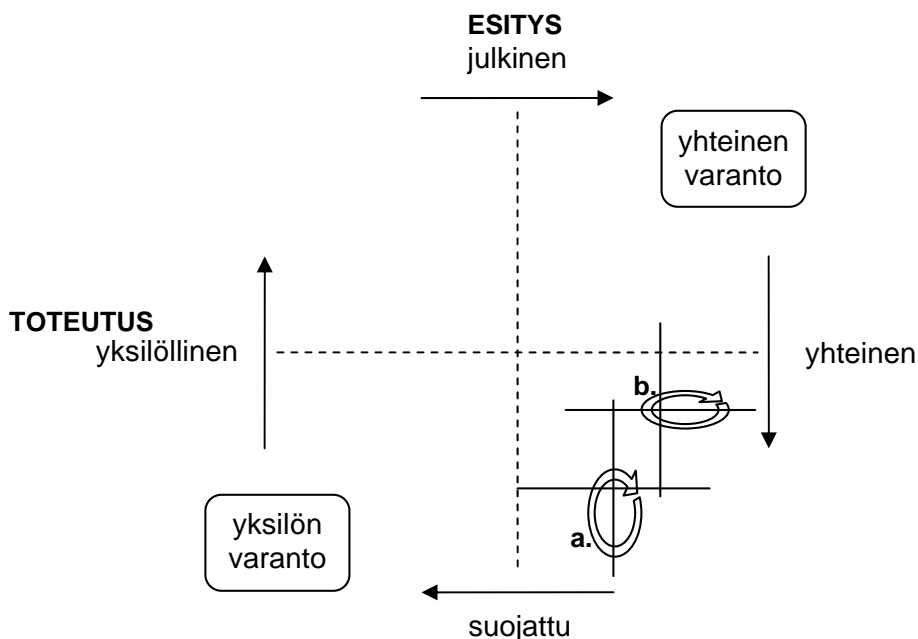 ESITYS
julkinen
yhteinen
varanto
TOTEUTUS
yksilöllinen
yhteinen
b.
a.
yksilön
varanto
suojattu